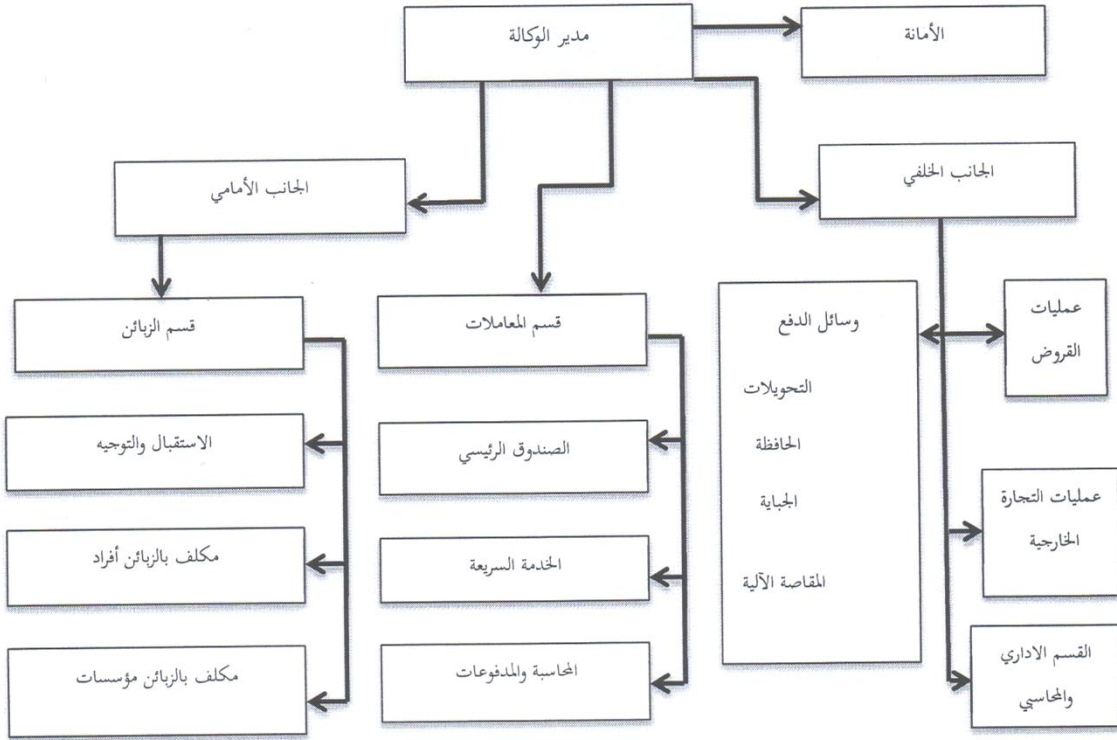 مدير الوكالة
الأمانة
الجانب الخلفي
الجانب الأمامي
قسم الزبائن
الاستقبال والتوجيه
مكلف بالزبائن أفراد
مكلف بالزبائن مؤسسات
قسم المعاملات
الصندوق الرئيسي
الخدمة السريعة
المحاسبة والمدفوعات
وسائل الدفع
التحويلات
الحافظة
الجباية
المقاصة الآلية
عمليات
القروض
عمليات التجارة
الخارجية
القسم الاداري
والمحاسبي